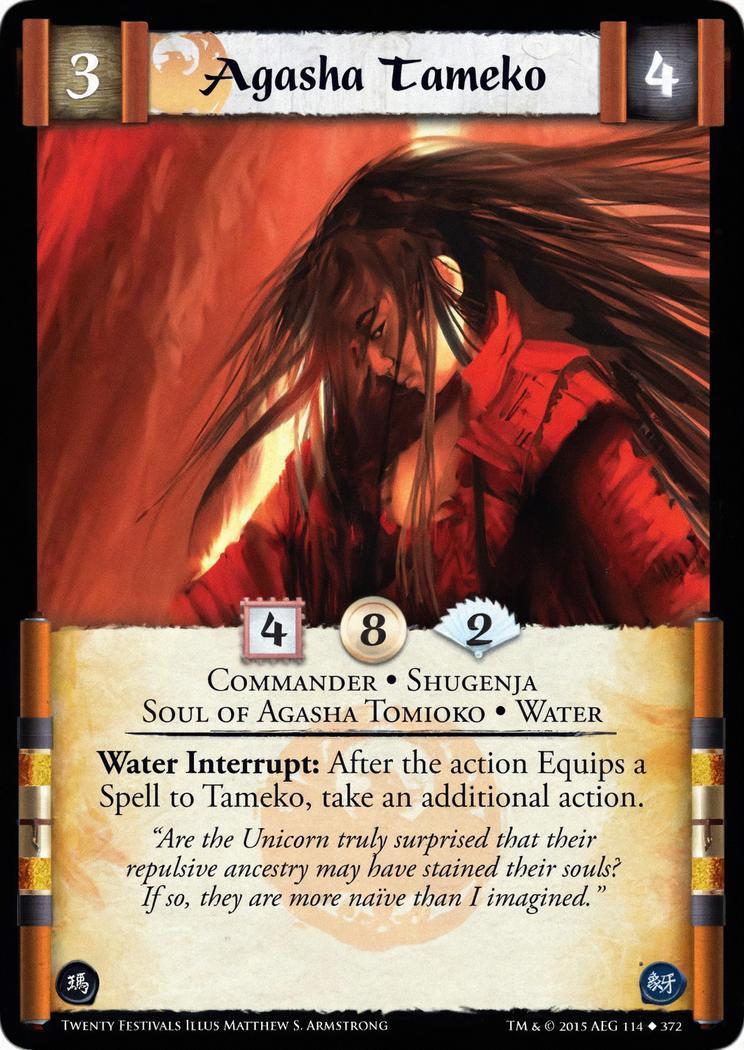 3 Agasha Tameko 4
4 8 2
Commander • Shugenja
Soul of Agasha Tomioko • Water
Water Interrupt: After the action Equips a
Spell to Tameko, take an additional action.
“Are the Unicorn truly surprised that their
repulsive ancestry may have stained their souls?
If so, they are more naïve than I imagined.”
瑪 象牙
Twenty Festivals Illus Matthew S. Armstrong TM & © 2015 AEG 114 ◆ 372